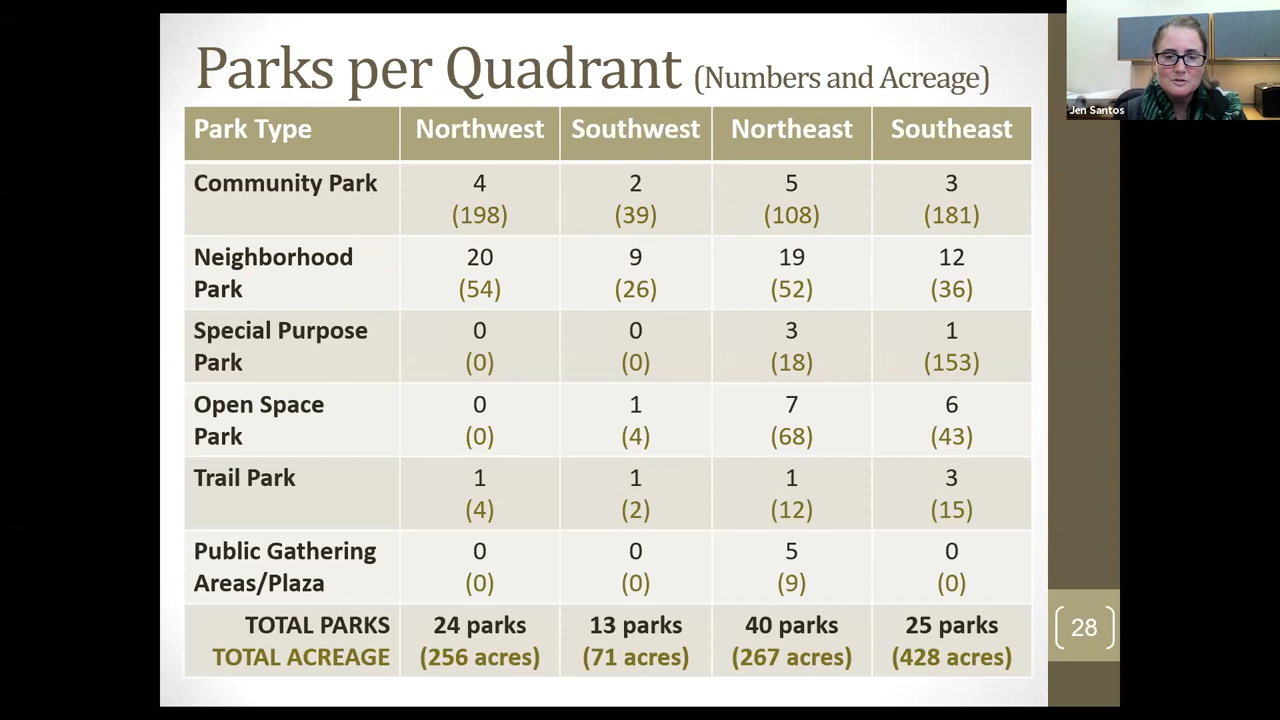 Parks per Quadrant (Numbers and Acreage)
Jen Santos
Park Type Northwest Southwest Northeast Southeast
Community Park 4 2 5 3
(198) (39) (108) (181)
Neighborhood 20 9 19 12
Park (54) (26) (52) (36)
Special Purpose 0 0 3 1
Park (0) (0) (18) (153)
Open Space 0 1 7 6
Park (0) (4) (68) (43)
Trail Park 1 1 1 3
(4) (2) (12) (15)
Public Gathering 0 0 5 0
Areas/Plaza (0) (0) (9) (0)
TOTAL PARKS 24 parks 13 parks 40 parks 25 parks
TOTAL ACREAGE (256 acres) (71 acres) (267 acres) (428 acres)
28